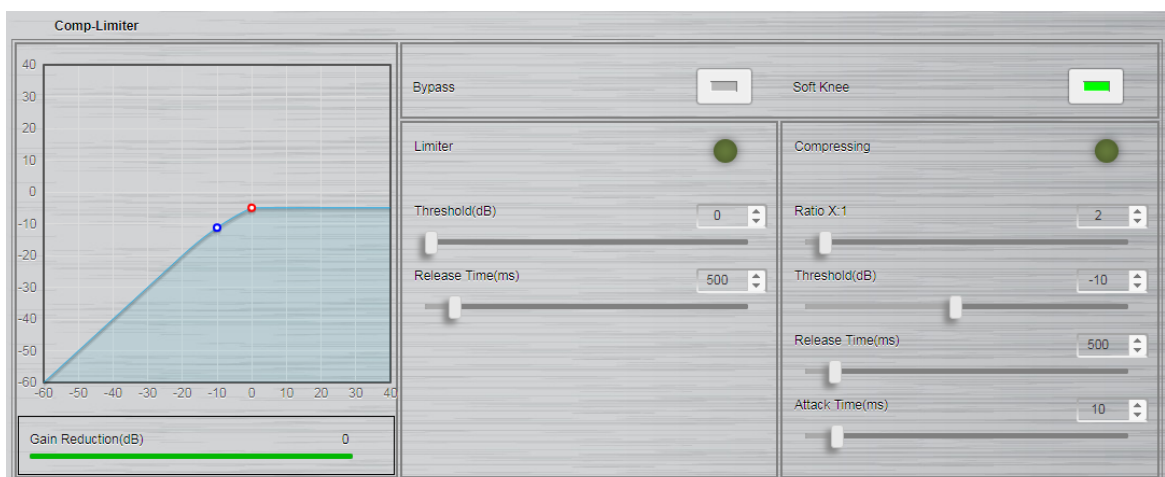 Comp-Limiter
40
30
20
10
0
-10
-20
-30
-40
-50
-60
-60 -50 -40 -30 -20 -10 0 10 20 30 40
Gain Reduction(dB) 0
Bypass
Soft Knee
Limiter
Threshold(dB) 0
Release Time(ms) 500
Compressing
Ratio X:1 2
Threshold(dB) -10
Release Time(ms) 500
Attack Time(ms) 10